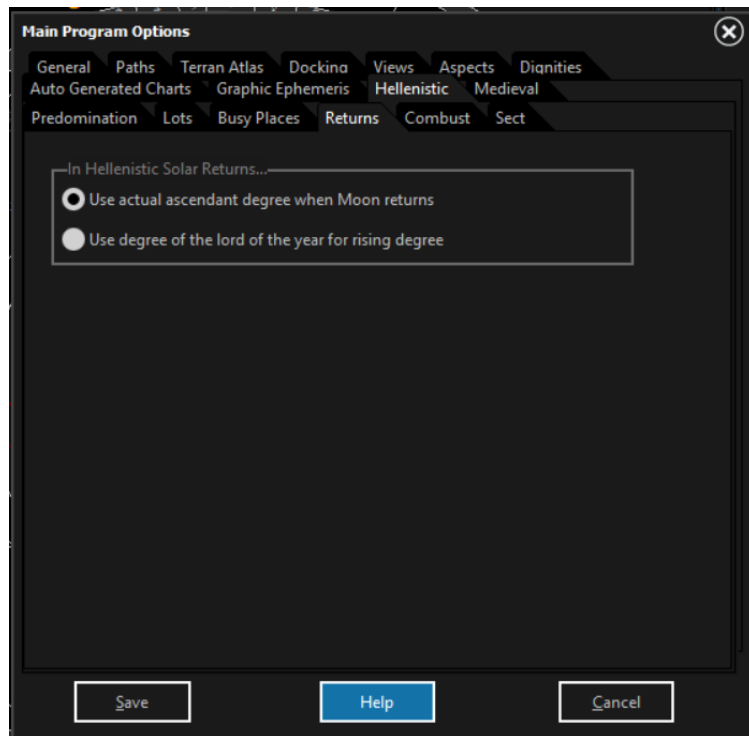 Main Program Options
General Paths Terran Atlas Docking Views Aspects Dignities
Auto Generated Charts Graphic Ephemeris Hellenistic Medieval
Predomination Lots Busy Places Returns Combust Sect
In Hellenistic Solar Returns...
Use actual ascendant degree when Moon returns
Use degree of the lord of the year for rising degree
Save Help Cancel